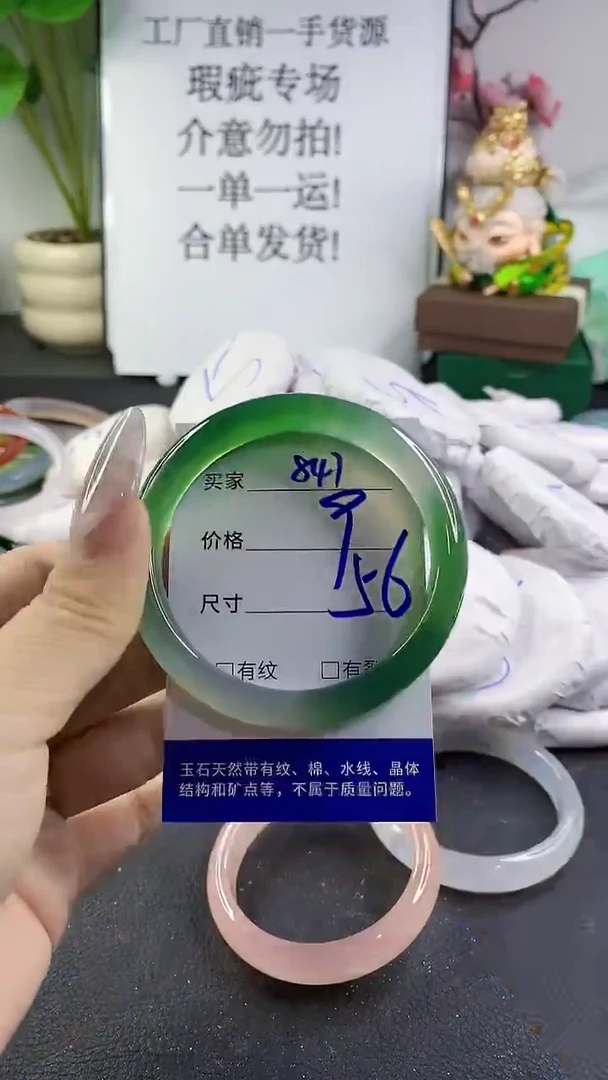 工厂直销一手货源
瑕疵专场
介意勿拍!
一单一运!
合单发货!
买家 841
价格
尺寸 56
□有纹 □有裂
玉石天然带有纹、棉、水线、晶体
结构和矿点等，不属于质量问题。